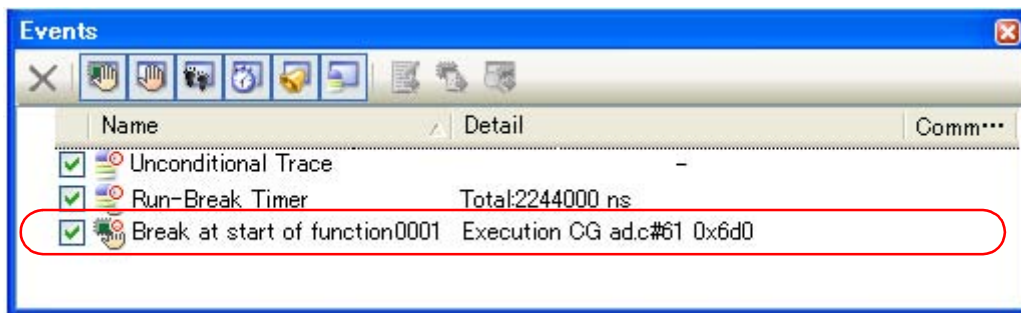 Events
Name Detail Comm···
Unconditional Trace -
Run-Break Timer Total:2244000 ns
Break at start of function0001 Execution CG ad.c#61 0x6d0